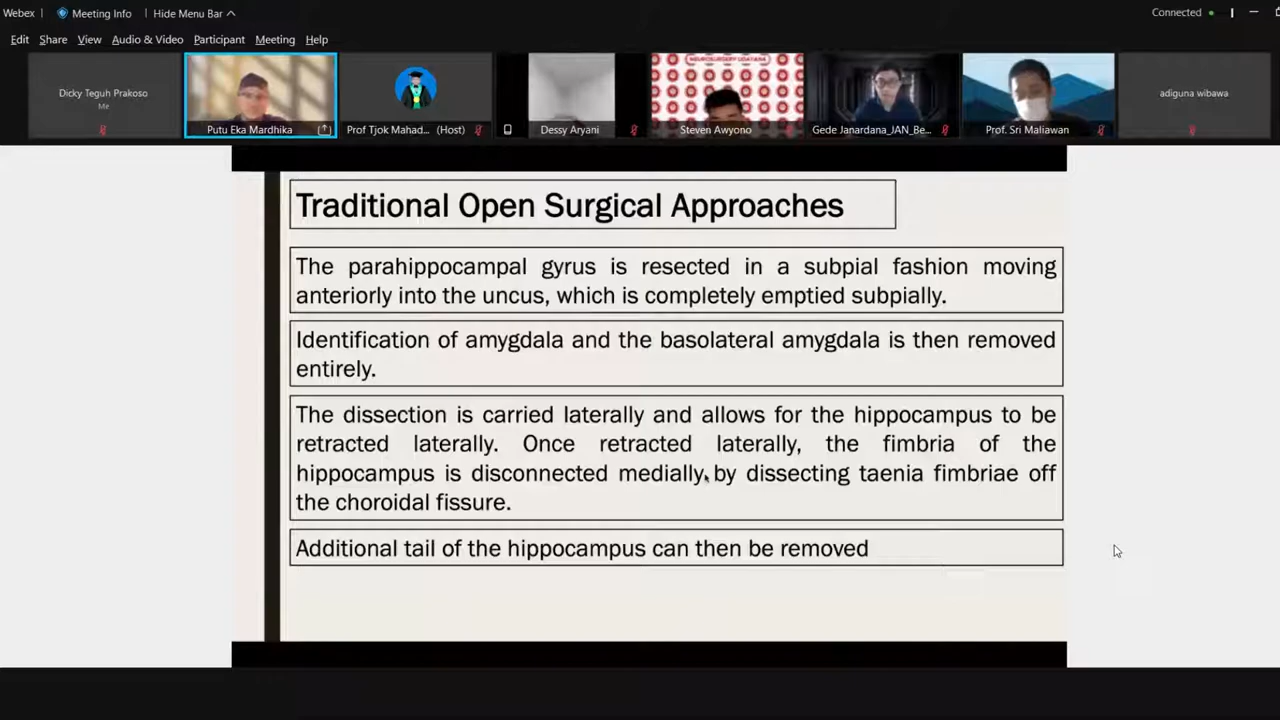 Webex
Meeting Info
Hide Menu Bar
Connected
Edit Share View Audio & Video Participant Meeting Help
Dicky Teguh Prakoso
Me
Putu Eka Mardhika
Prof Tjok Mahad... (Host)
Dessy Aryani
NEUROSURGERY UDAYANA
Steven Awyono
Gede Janardana_JAN_Be...
Prof. Sri Maliawan
adiguna wibawa
Traditional Open Surgical Approaches
The parahippocampal gyrus is resected in a subpial fashion moving
anteriorly into the uncus, which is completely emptied subpially.
Identification of amygdala and the basolateral amygdala is then removed
entirely.
The dissection is carried laterally and allows for the hippocampus to be
retracted laterally. Once retracted laterally, the fimbria of the
hippocampus is disconnected medially by dissecting taenia fimbriae off
the choroidal fissure.
Additional tail of the hippocampus can then be removed